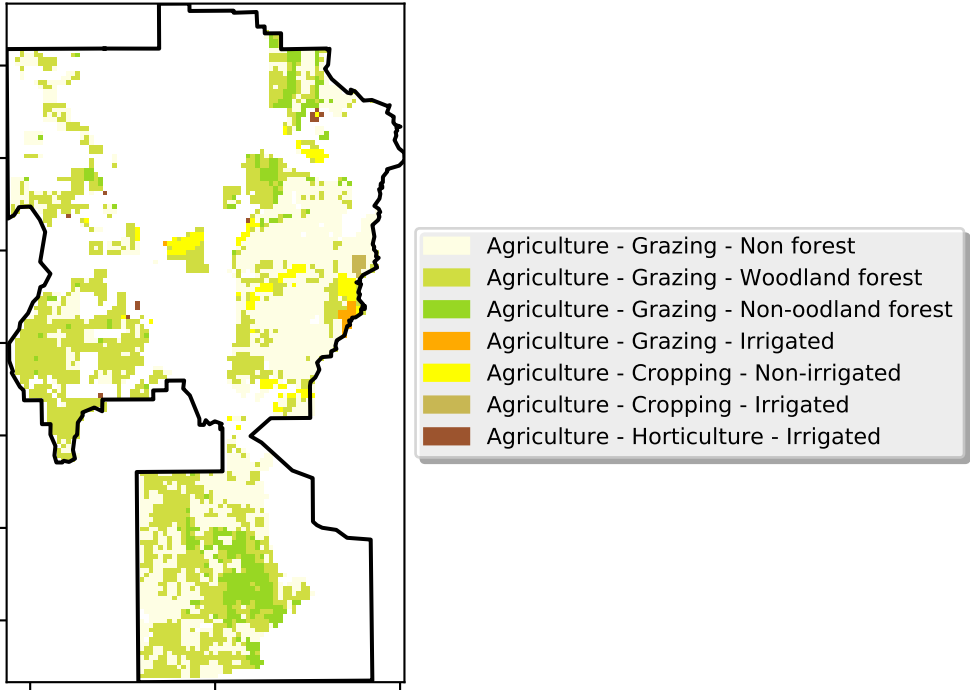 Agriculture - Grazing - Non forest
Agriculture - Grazing - Woodland forest
Agriculture - Grazing - Non-oodland forest
Agriculture - Grazing - Irrigated
Agriculture - Cropping - Non-irrigated
Agriculture - Cropping - Irrigated
Agriculture - Horticulture - Irrigated